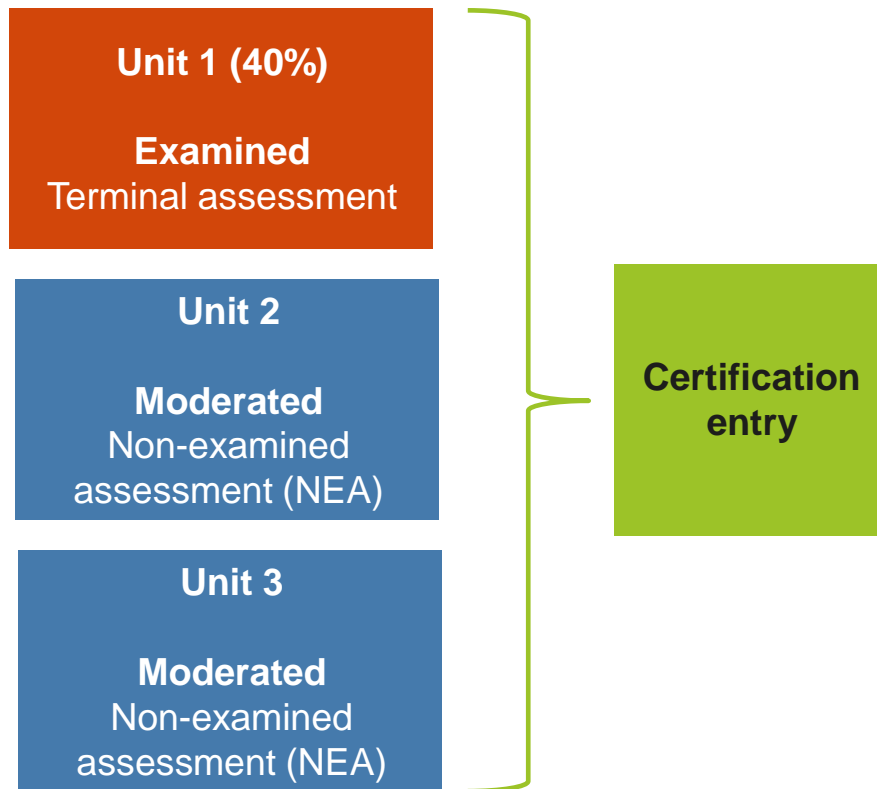 Unit 1 (40%)
Examined
Terminal assessment
Unit 2
Moderated
Non-examined
assessment (NEA)
Unit 3
Moderated
Non-examined
assessment (NEA)
Certification
entry